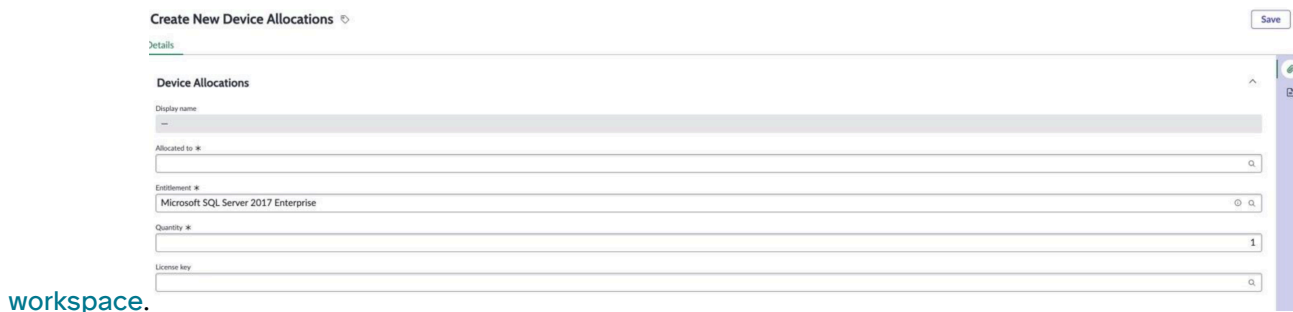 Create New Device Allocations
Save
Details
Device Allocations
Display name
—
Allocated to *
Entitlement *
Microsoft SQL Server 2017 Enterprise
Quantity *
1
License key
workspace.